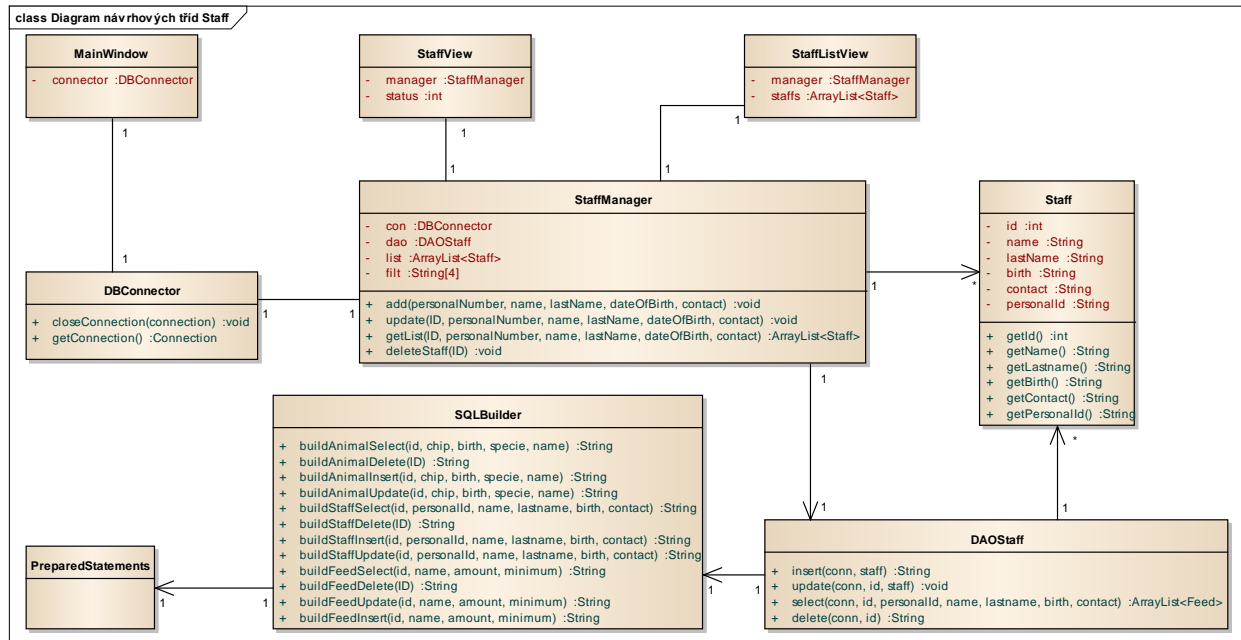 class Diagram návrhových tříd Staff
MainWindow
- connector :DBConnector
StaffView
- manager :StaffManager
- status :int
StaffListView
- manager :StaffManager
- staffs :ArrayList<Staff>
1
1
1
1
1
StaffManager
- con :DBConnector
- dao :DAOStaff
- list :ArrayList<Staff>
- filt :String[4]
+ add(personalNumber, name, lastName, dateOfBirth, contact) :void
+ update(ID, personalNumber, name, lastName, dateOfBirth, contact) :void
+ getList(ID, personalNumber, name, lastName, dateOfBirth, contact) :ArrayList<Staff>
+ deleteStaff(ID) :void
Staff
- id :int
- name :String
- lastName :String
- birth :String
- contact :String
- personalId :String
+ getId() :int
+ getName() :String
+ getLastname() :String
+ getBirth() :String
+ getContact() :String
+ getPersonalId() :String
1
DBConnector
+ closeConnection(connection) :void
+ getConnection() :Connection
1
1
1
*
1
*
SQLBuilder
+ buildAnimalSelect(id, chip, birth, specie, name) :String
+ buildAnimalDelete(ID) :String
+ buildAnimalInsert(id, chip, birth, specie, name) :String
+ buildAnimalUpdate(id, chip, birth, specie, name) :String
+ buildStaffSelect(id, personalId, name, lastname, birth, contact) :String
+ buildStaffDelete(ID) :String
+ buildStaffInsert(id, personalId, name, lastname, birth, contact) :String
+ buildStaffUpdate(id, personalId, name, lastname, birth, contact) :String
+ buildFeedSelect(id, name, amount, minimum) :String
+ buildFeedDelete(ID) :String
+ buildFeedUpdate(id, name, amount, minimum) :String
+ buildFeedInsert(id, name, amount, minimum) :String
1
1
DAOStaff
+ insert(conn, staff) :String
+ update(conn, id, staff) :void
+ select(conn, id, personalId, name, lastname, birth, contact) :ArrayList<Feed>
+ delete(conn, id) :String
PreparedStatements
1
1
1
1